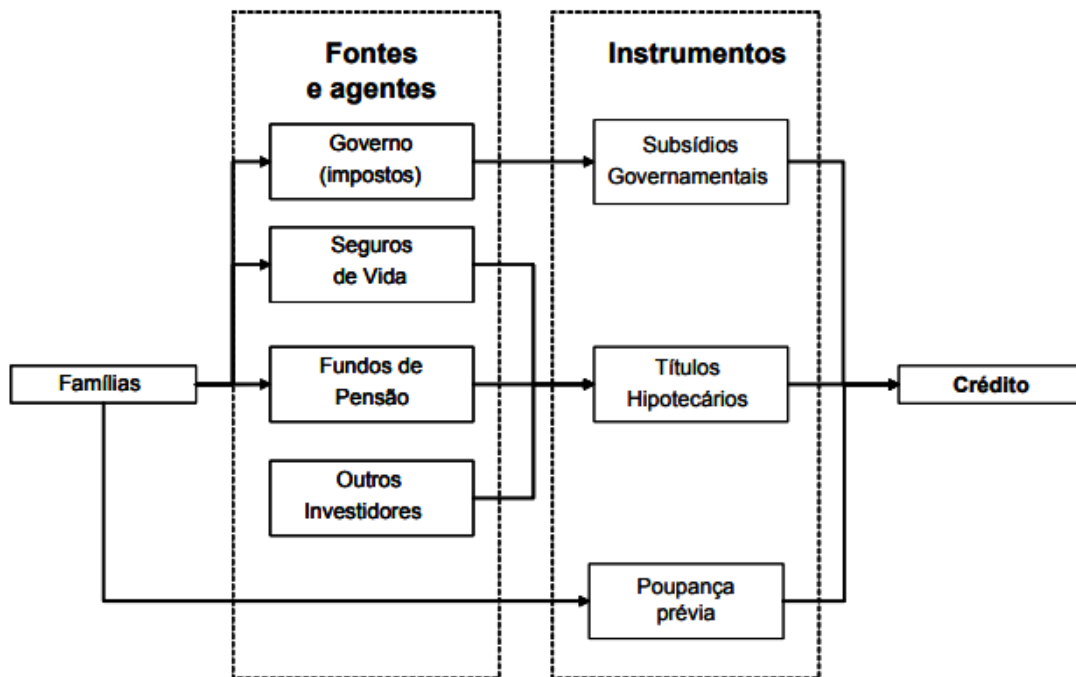 Fontes
e agentes
Instrumentos
Governo
(impostos)
Subsídios
Governamentais
Seguros
de Vida
Famílias
Fundos de
Pensão
Títulos
Hipotecários
Crédito
Outros
Investidores
Poupança
prévia